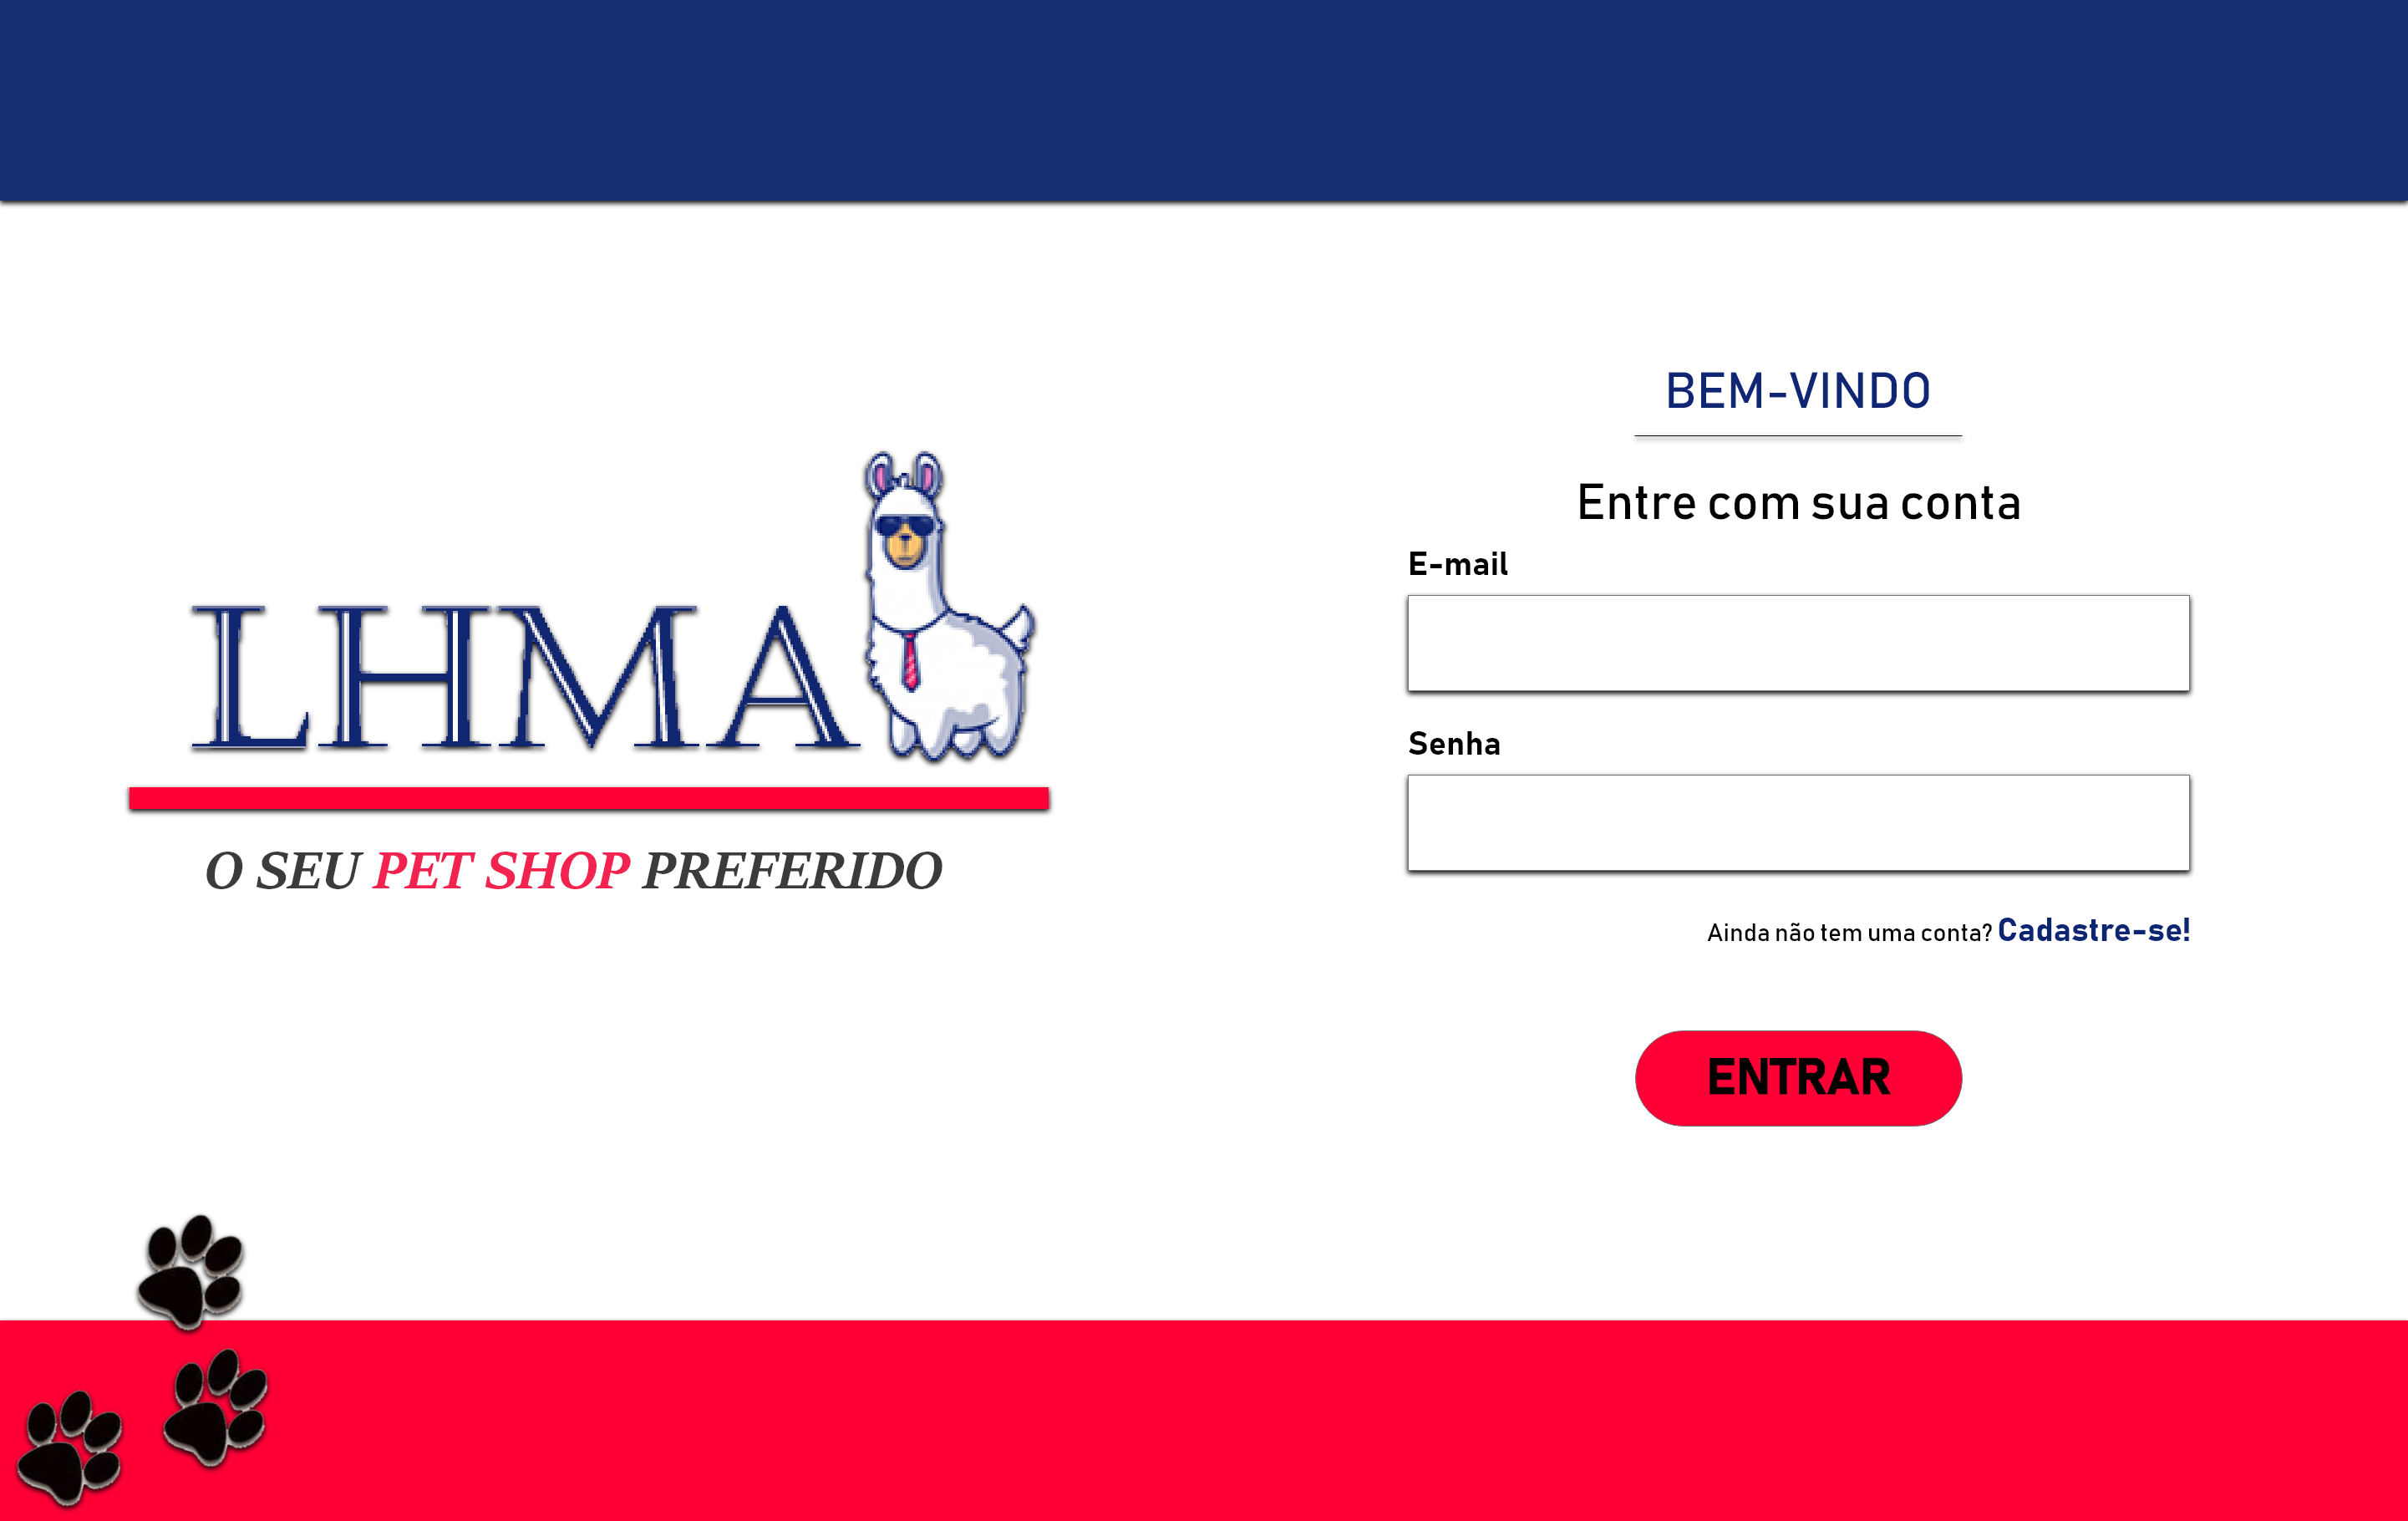 LHMA
O SEU PET SHOP PREFERIDO
BEM-VINDO
Entre com sua conta
E-mail
Senha
Ainda não tem uma conta? Cadastre-se!
ENTRAR